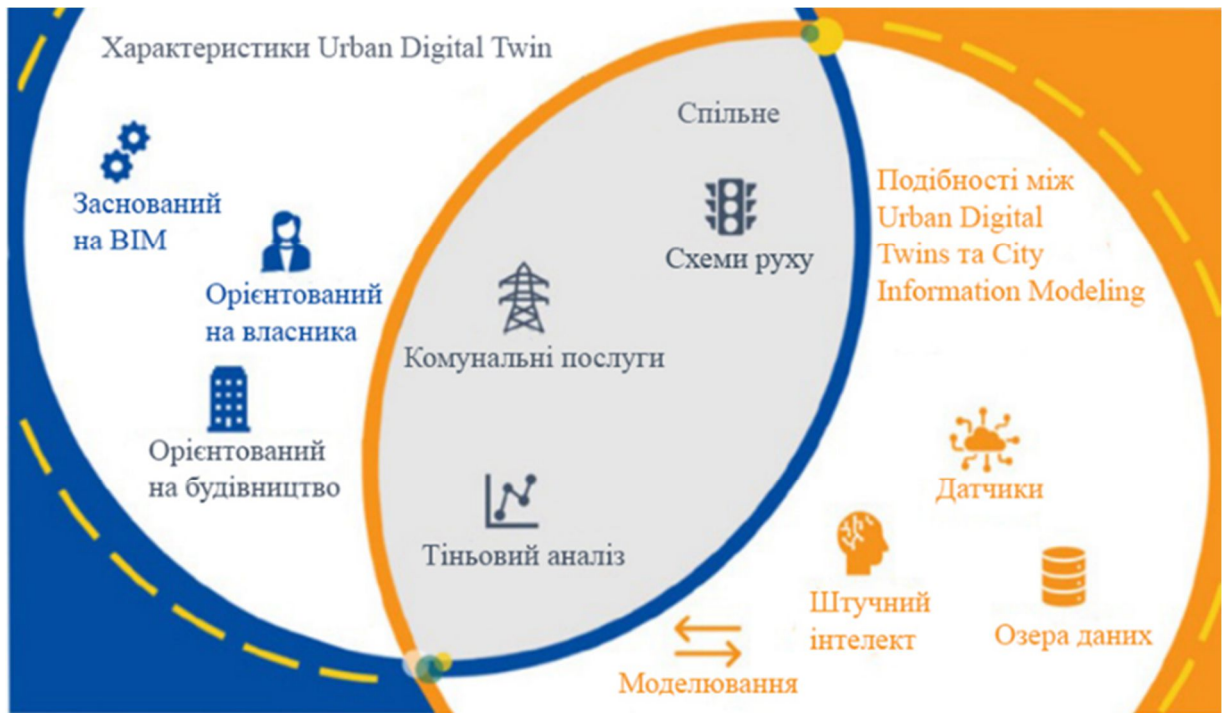 Характеристики Urban Digital Twin
Заснований
на BIM
Орієнтований
на власника
Орієнтований
на будівництво
Спільне
Схеми руху
Комунальні послуги
Тіньовий аналіз
Подібності між
Urban Digital
Twins та City
Information Modeling
Датчики
Штучний
інтелект
Озера даних
Моделювання